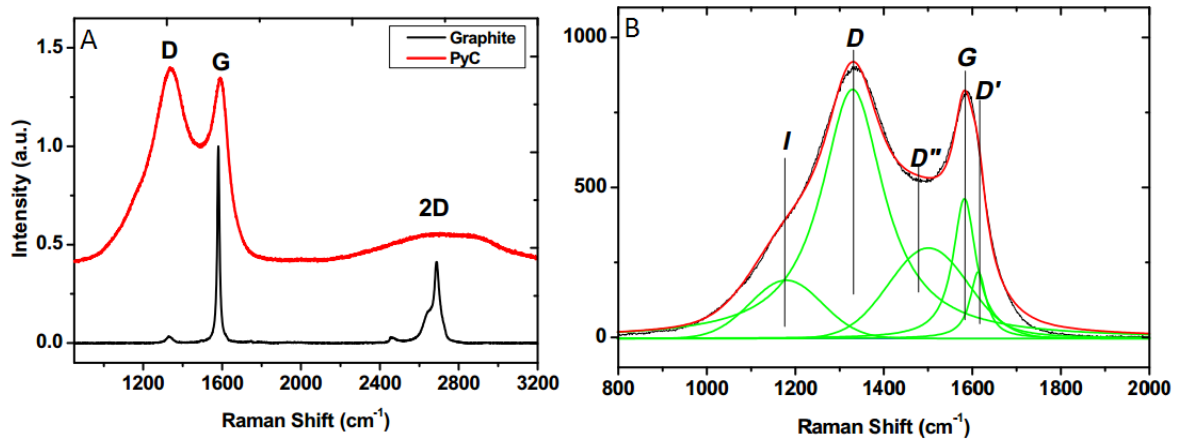 A
Graphite
PyC
D
G
2D
1.5
1.0
0.5
0.0
Intensity (a.u.)
1200 1600 2000 2400 2800 3200
Raman Shift (cm⁻¹)
B
I
D
D"
G
D'
1000
500
0
800 1000 1200 1400 1600 1800 2000
Raman Shift (cm⁻¹)